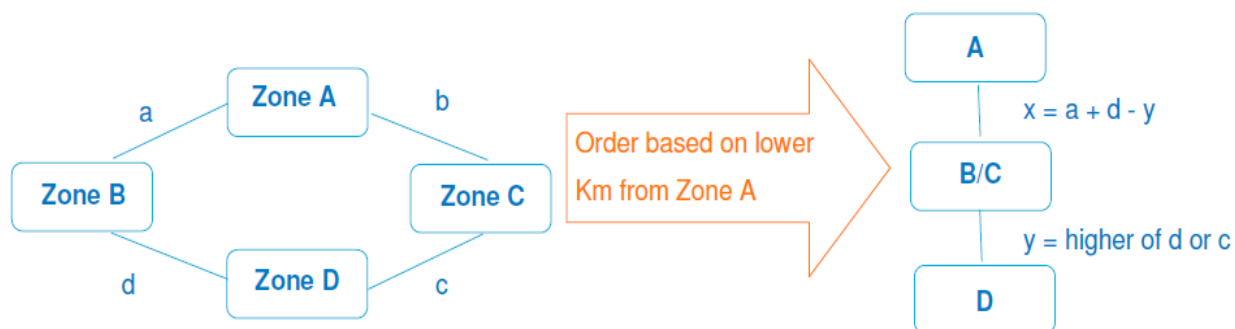 Zone A
a
b
Zone B
Zone C
d
Zone D
c
Order based on lower
Km from Zone A
A
x = a + d - y
B/C
y = higher of d or c
D